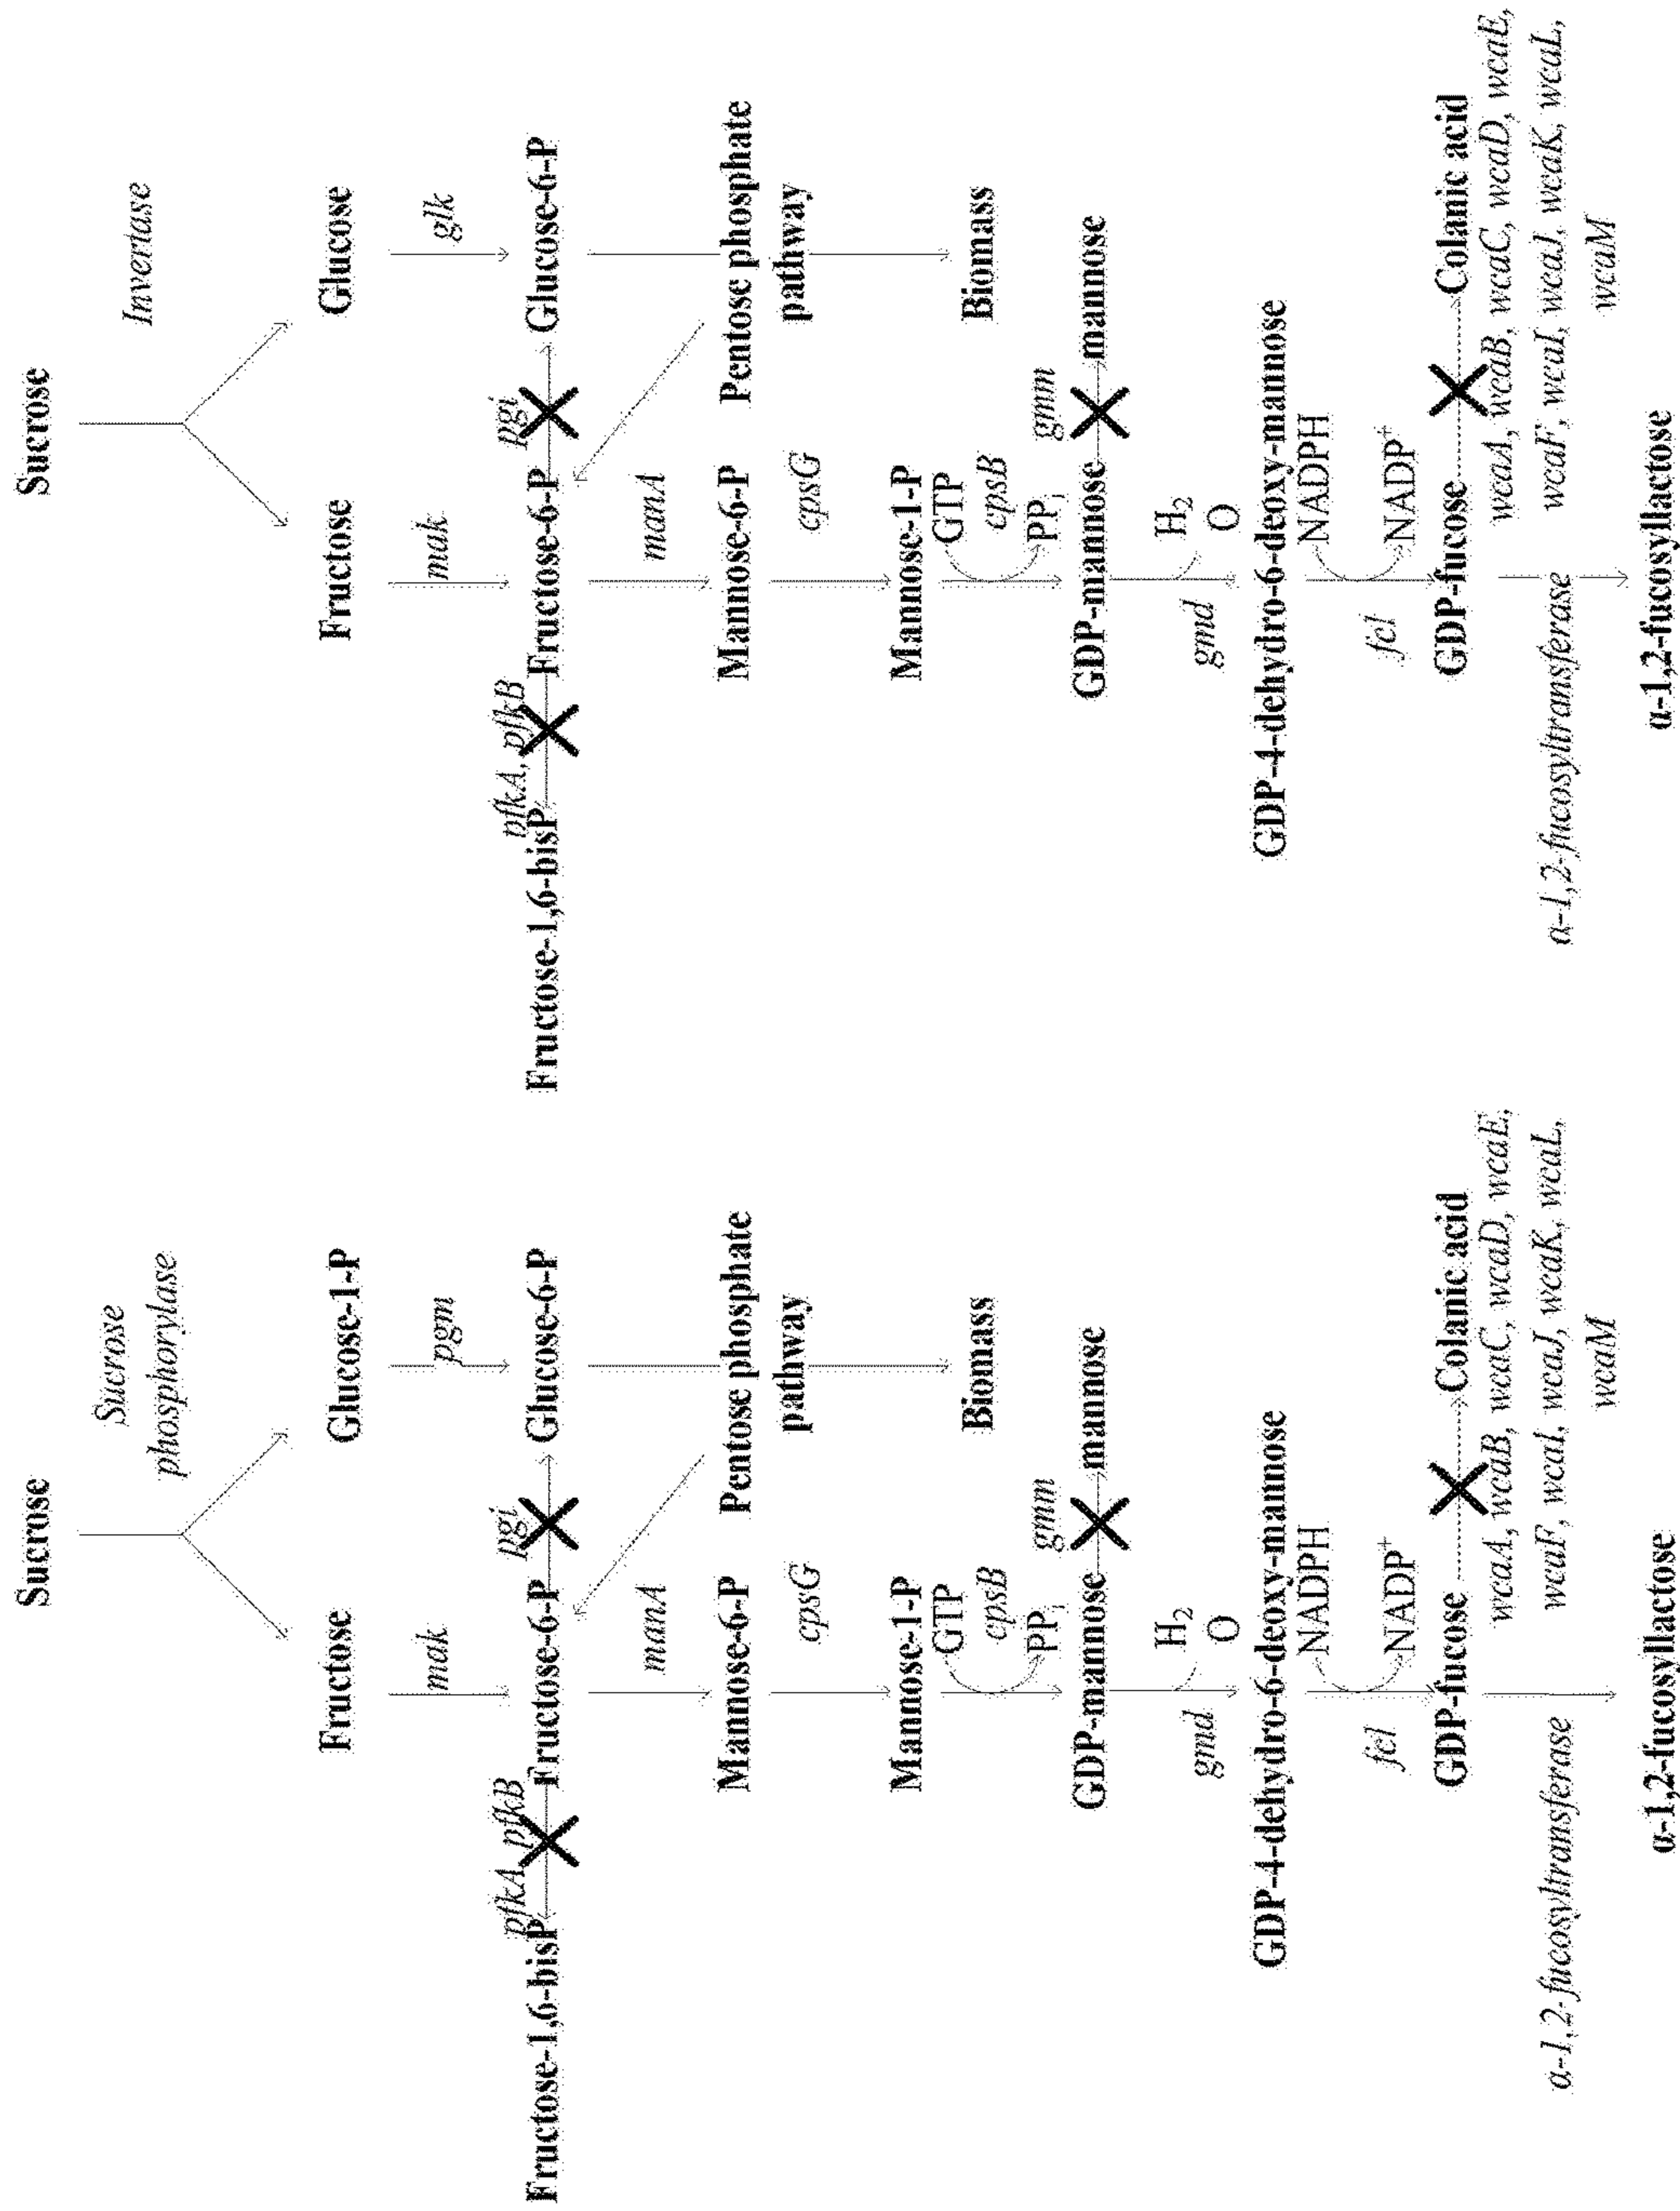 Sucrose
Sucrose
phosphorylase
Fructose
Glucose-1-P
mak
pgm
pfkA, pfkB
pgi
Fructose-1,6-bisP
Fructose-6-P
Glucose-6-P
manA
Mannose-6-P
Pentose phosphate
pathway
cpsG
Mannose-1-P
Biomass
GTP
cpsB
PPi
gmm
GDP-mannose
mannose
gmd
H2
O
GDP-4-dehydro-6-deoxy-mannose
NADPH
fcl
NADP+
GDP-fucose
Colanic acid
wcaA, wcaB, wcaC, wcaD, wcaE,
wcaF, wcaI, wcaJ, wcaK, wcaL,
wcaM
α-1,2-fucosyltransferase
α-1,2-fucosyllactose
Sucrose
Invertase
Fructose
Glucose
mak
glk
pfkA, pfkB
pgi
Fructose-1,6-bisP
Fructose-6-P
Glucose-6-P
manA
Mannose-6-P
Pentose phosphate
pathway
cpsG
Mannose-1-P
Biomass
GTP
cpsB
PPi
gmm
GDP-mannose
mannose
gmd
H2
O
GDP-4-dehydro-6-deoxy-mannose
NADPH
fcl
NADP+
GDP-fucose
Colanic acid
wcaA, wcaB, wcaC, wcaD, wcaE,
wcaF, wcaI, wcaJ, wcaK, wcaL,
wcaM
α-1,2-fucosyltransferase
α-1,2-fucosyllactose